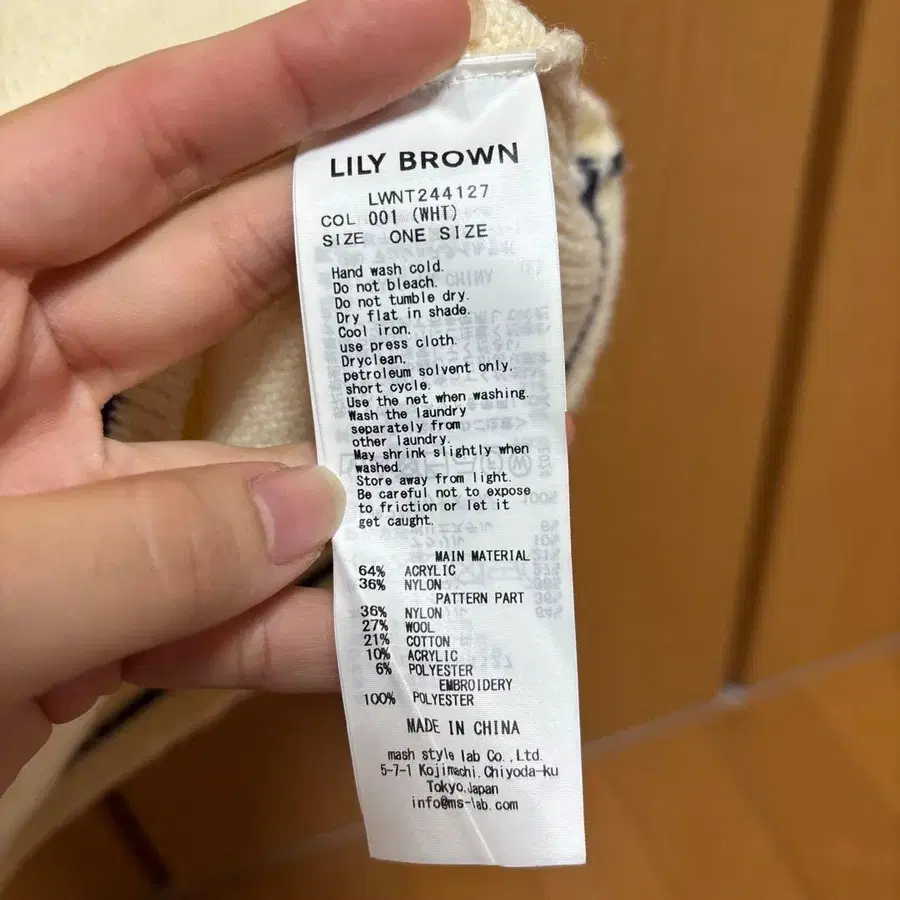 LILY BROWN
LWNT244127
COL 001 (WHT)
SIZE ONE SIZE
Hand wash cold.
Do not bleach.
Do not tumble dry.
Dry flat in shade.
Cool iron.
use press cloth.
Dryclean.
petroleum solvent only.
short cycle.
Use the net when washing.
Wash the laundry
separately from
other laundry.
May shrink slightly when
washed.
Store away from light.
Be careful not to expose
to friction or let it
get caught.
MAIN MATERIAL
64% ACRYLIC
36% NYLON
PATTERN PART
36% NYLON
27% WOOL
21% COTTON
10% ACRYLIC
6% POLYESTER
EMBROIDERY
100% POLYESTER
MADE IN CHINA
mash style lab Co.,Ltd.
5-7-1 Kojimachi,Chiyoda-ku
Tokyo,Japan
info@ms-lab.com